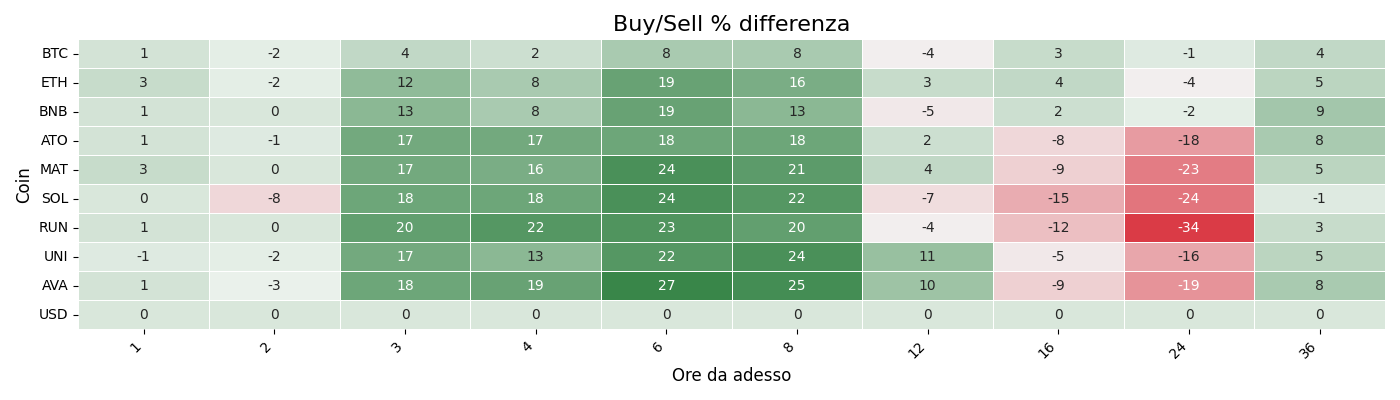 Buy/Sell % differenza
Coin
BTC 1 -2 4 2 8 8 -4 3 -1 4
ETH 3 -2 12 8 19 16 3 4 -4 5
BNB 1 0 13 8 19 13 -5 2 -2 9
ATO 1 -1 17 17 18 18 2 -8 -18 8
MAT 3 0 17 16 24 21 4 -9 -23 5
SOL 0 -8 18 18 24 22 -7 -15 -24 -1
RUN 1 0 20 22 23 20 -4 -12 -34 3
UNI -1 -2 17 13 22 24 11 -5 -16 5
AVA 1 -3 18 19 27 25 10 -9 -19 8
USD 0 0 0 0 0 0 0 0 0 0
1 2 3 4 6 8 12 16 24 36
Ore da adesso